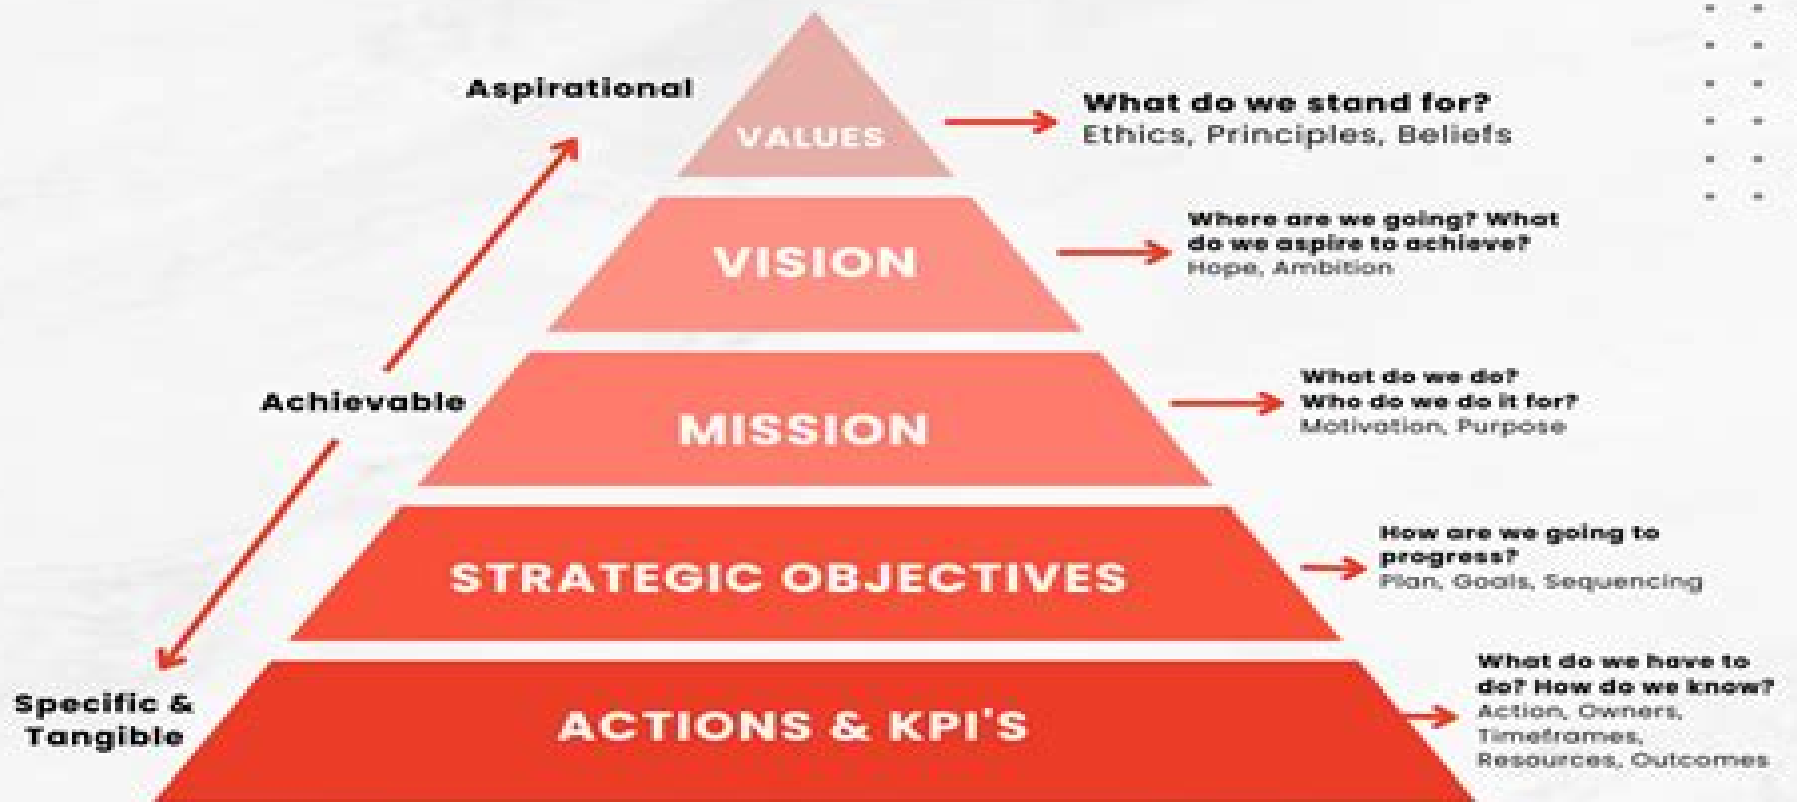 Aspirational
VALUES
What do we stand for?
Ethics, Principles, Beliefs
VISION
Where are we going? What
do we aspire to achieve?
Hope, Ambition
Achievable
MISSION
What do we do?
Who do we do it for?
Motivation, Purpose
STRATEGIC OBJECTIVES
How are we going to
progress?
Plan, Goals, Sequencing
Specific &
Tangible
ACTIONS & KPI'S
What do we have to
do? How do we know?
Action, Owners,
Timeframes,
Resources, Outcomes